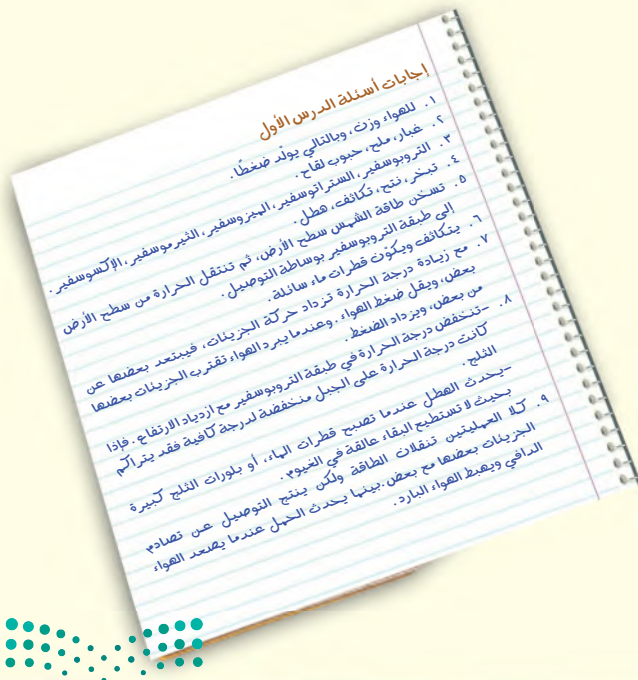 إجابات أسئلة الدرس الأول
١. للهواء وزن، وبالتالي يولّد ضغطًا.
٢. غبار، ملح، حبوب لقاح.
٣. التروبوسفير، الستراتوسفير، الميزوسفير، الثيرموسفير، الإكسوسفير.
٤. تبخر، نتح، تكاثف، هطل.
٥. تسخن طاقة الشمس سطح الأرض، ثم تنتقل الحرارة من سطح الأرض
إلى طبقة التروبوسفير بوساطة التوصيل.
٦. يتكاثف ويكوّن قطرات ماء سائلة.
٧. مع زيادة درجة الحرارة تزداد حركة الجزيئات، فيبتعد بعضها عن
بعض، ويقل ضغط الهواء. وعندما يبرد الهواء تقترب الجزيئات بعضها
من بعض، ويزداد الضغط.
٨. -تنخفض درجة الحرارة في طبقة التروبوسفير مع ازدياد الارتفاع. فإذا
كانت درجة الحرارة على الجبل منخفضة لدرجة كافية فقد يتراكم
الثلج.
-يحدث الهطل عندما تصبح قطرات الماء، أو بلورات الثلج كبيرة
بحيث لا تستطيع البقاء عالقة في الغيوم.
٩. كلا العمليتين تنقلان الطاقة ولكن ينتج التوصيل عن تصادم
الجزيئات بعضها مع بعض. بينما يحدث الحمل عندما يصعد الهواء
الدافي ويهبط الهواء البارد.